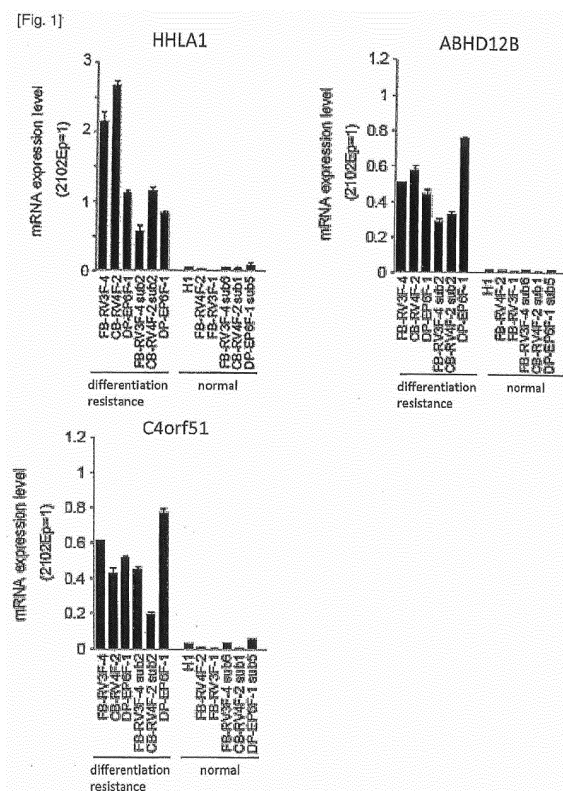 [Fig. 1]
HHLA1
mRNA expression level
(2102Ep=1)
3
2
1
0
FB-RV3F-4
CB-RV4F-2
DP-EP6F-1
FB-RV3F-4 sub2
CB-RV4F-2 sub2
DP-EP6F-1
H1
FB-RV4F-2
FB-RV3F-1
FB-RV3F-4 sub6
CB-RV4F-2 sub1
DP-EP6F-1 sub5
differentiation
resistance
normal
ABHD12B
mRNA expression level
(2102Ep=1)
1.2
1
0.8
0.6
0.4
0.2
0
FB-RV3F-4
CB-RV4F-2
DP-EP6F-1
FB-RV3F-4 sub2
CB-RV4F-2 sub2
DP-EP6F-1
H1
FB-RV4F-2
FB-RV3F-1
FB-RV3F-4 sub6
CB-RV4F-2 sub1
DP-EP6F-1 sub5
differentiation
resistance
normal
C4orf51
mRNA expression level
(2102Ep=1)
1.2
1
0.8
0.6
0.4
0.2
0
FB-RV3F-4
CB-RV4F-2
DP-EP6F-1
FB-RV3F-4 sub2
CB-RV4F-2 sub2
DP-EP6F-1
H1
FB-RV4F-2
FB-RV3F-1
FB-RV3F-4 sub6
CB-RV4F-2 sub1
DP-EP6F-1 sub5
differentiation
resistance
normal